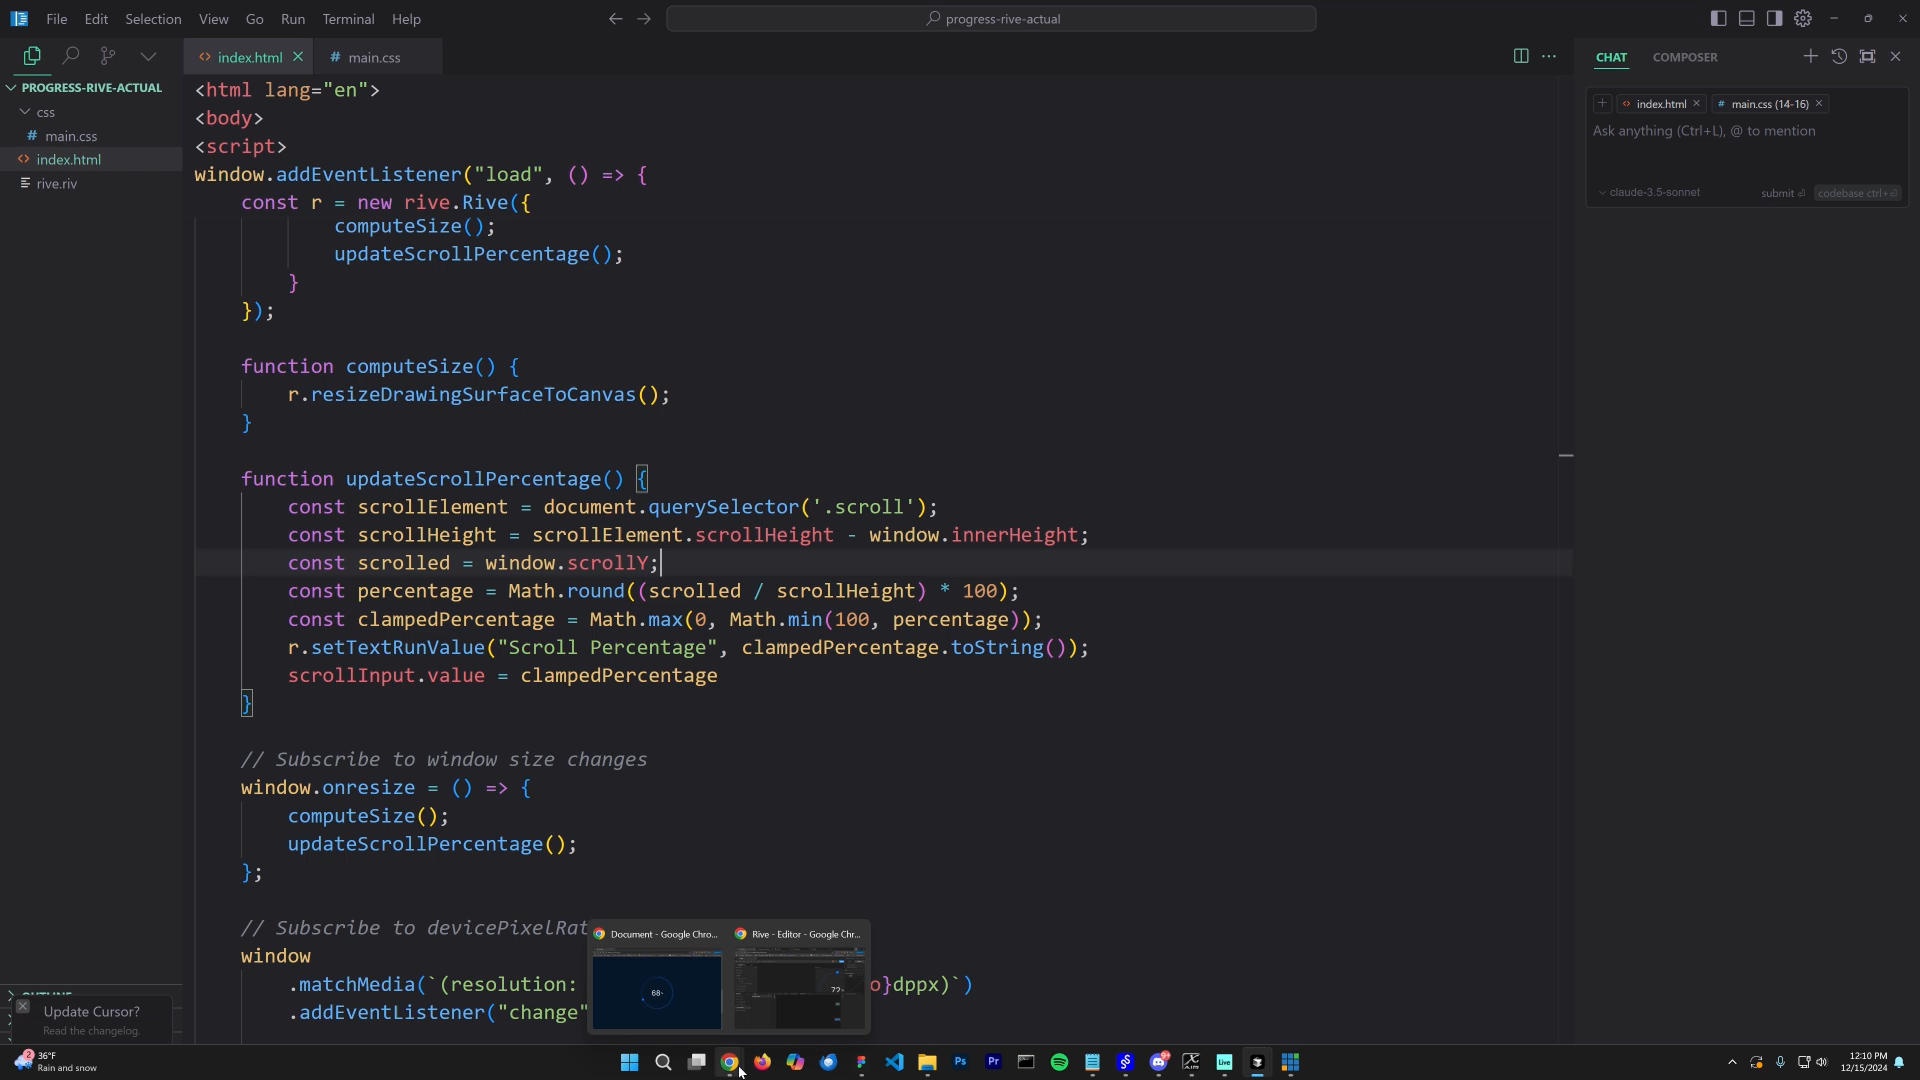 File Edit Selection View Go Run Terminal Help
progress-rive-actual
index.html
main.css
CHAT COMPOSER
PROGRESS-RIVE-ACTUAL
css
main.css
index.html
rive.riv
<html lang="en">
<body>
<script>
window.addEventListener("load", () => {
const r = new rive.Rive({
computeSize();
updateScrollPercentage();
}
});
function computeSize() {
r.resizeDrawingSurfaceToCanvas();
}
function updateScrollPercentage() {
const scrollElement = document.querySelector('.scroll');
const scrollHeight = scrollElement.scrollHeight - window.innerHeight;
const scrolled = window.scrollY;
const percentage = Math.round((scrolled / scrollHeight) * 100);
const clampedPercentage = Math.max(0, Math.min(100, percentage));
r.setTextRunValue("Scroll Percentage", clampedPercentage.toString());
scrollInput.value = clampedPercentage
}
// Subscribe to window size changes
window.onresize = () => {
computeSize();
updateScrollPercentage();
};
// Subscribe to devicePixelRat
window
.matchMedia(`(resolution: o}dppx)`)
.addEventListener("change"
index.html main.css (14-16)
Ask anything (Ctrl+L), @ to mention
claude-3.5-sonnet submit codebase ctrl+
Document - Google Chro...
Rive - Editor - Google Chr...
68-
72-
OUTLINE
Update Cursor?
Read the changelog.
2
36°F
Rain and snow
Ps
Pr
Live
12:10 PM
12/15/2024